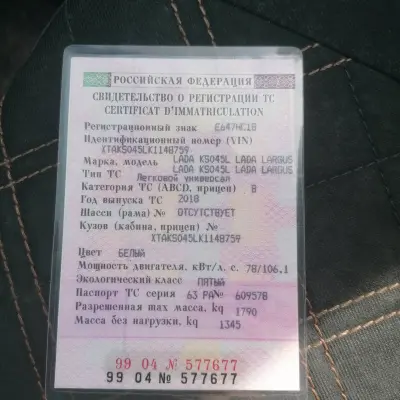 РОССИЙСКАЯ ФЕДЕРАЦИЯ
СВИДЕТЕЛЬСТВО О РЕГИСТРАЦИИ ТС
CERTIFICAT D'IMMATRICULATION
Регистрационный знак Е647НС18
Идентификационный номер (VIN)
XTAKS045LK1148759
Марка, модель LADA KS045L LADA LARGUS
LADA KS045L LADA LARGUS
Тип ТС Легковой универсал
Категория ТС (ABCD, прицеп) B
Год выпуска ТС 2018
Шасси (рама) № ОТСУТСТВУЕТ
Кузов (кабина, прицеп) №
XTAKS045LK1148759
Цвет БЕЛЫЙ
Мощность двигателя, кВт/л. с. 78/106.1
Экологический класс ПЯТЫЙ
Паспорт ТС серия 63 РА № 609578
Разрешенная max масса, kg 1790
Масса без нагрузки, kg 1345
99 04 № 577677
99 04 № 577677